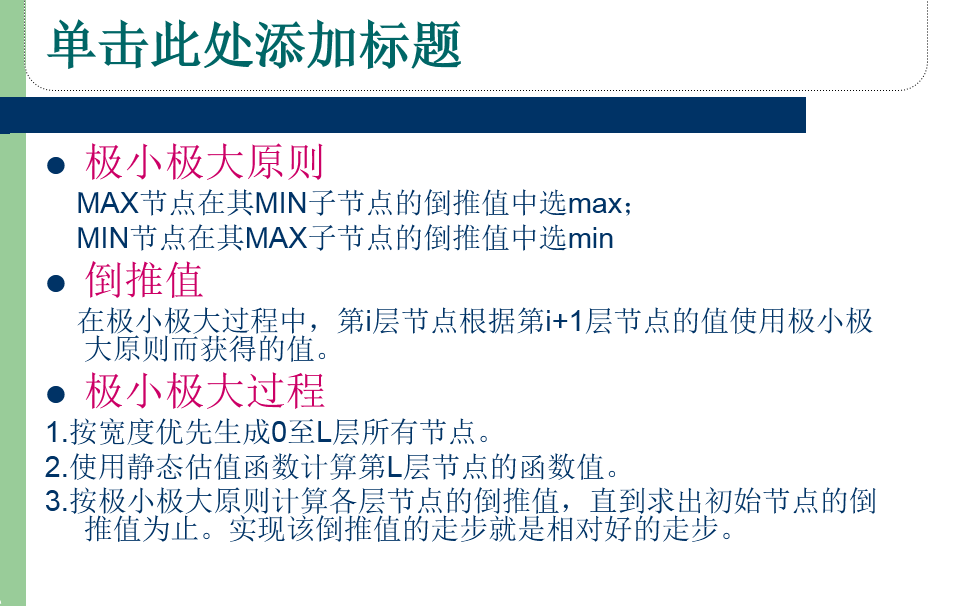 单击此处添加标题
● 极小极大原则
MAX节点在其MIN子节点的倒推值中选max；
MIN节点在其MAX子节点的倒推值中选min
● 倒推值
在极小极大过程中，第i层节点根据第i+1层节点的值使用极小极
大原则而获得的值。
● 极小极大过程
1.按宽度优先生成0至L层所有节点。
2.使用静态估值函数计算第L层节点的函数值。
3.按极小极大原则计算各层节点的倒推值，直到求出初始节点的倒
推值为止。实现该倒推值的走步就是相对好的走步。